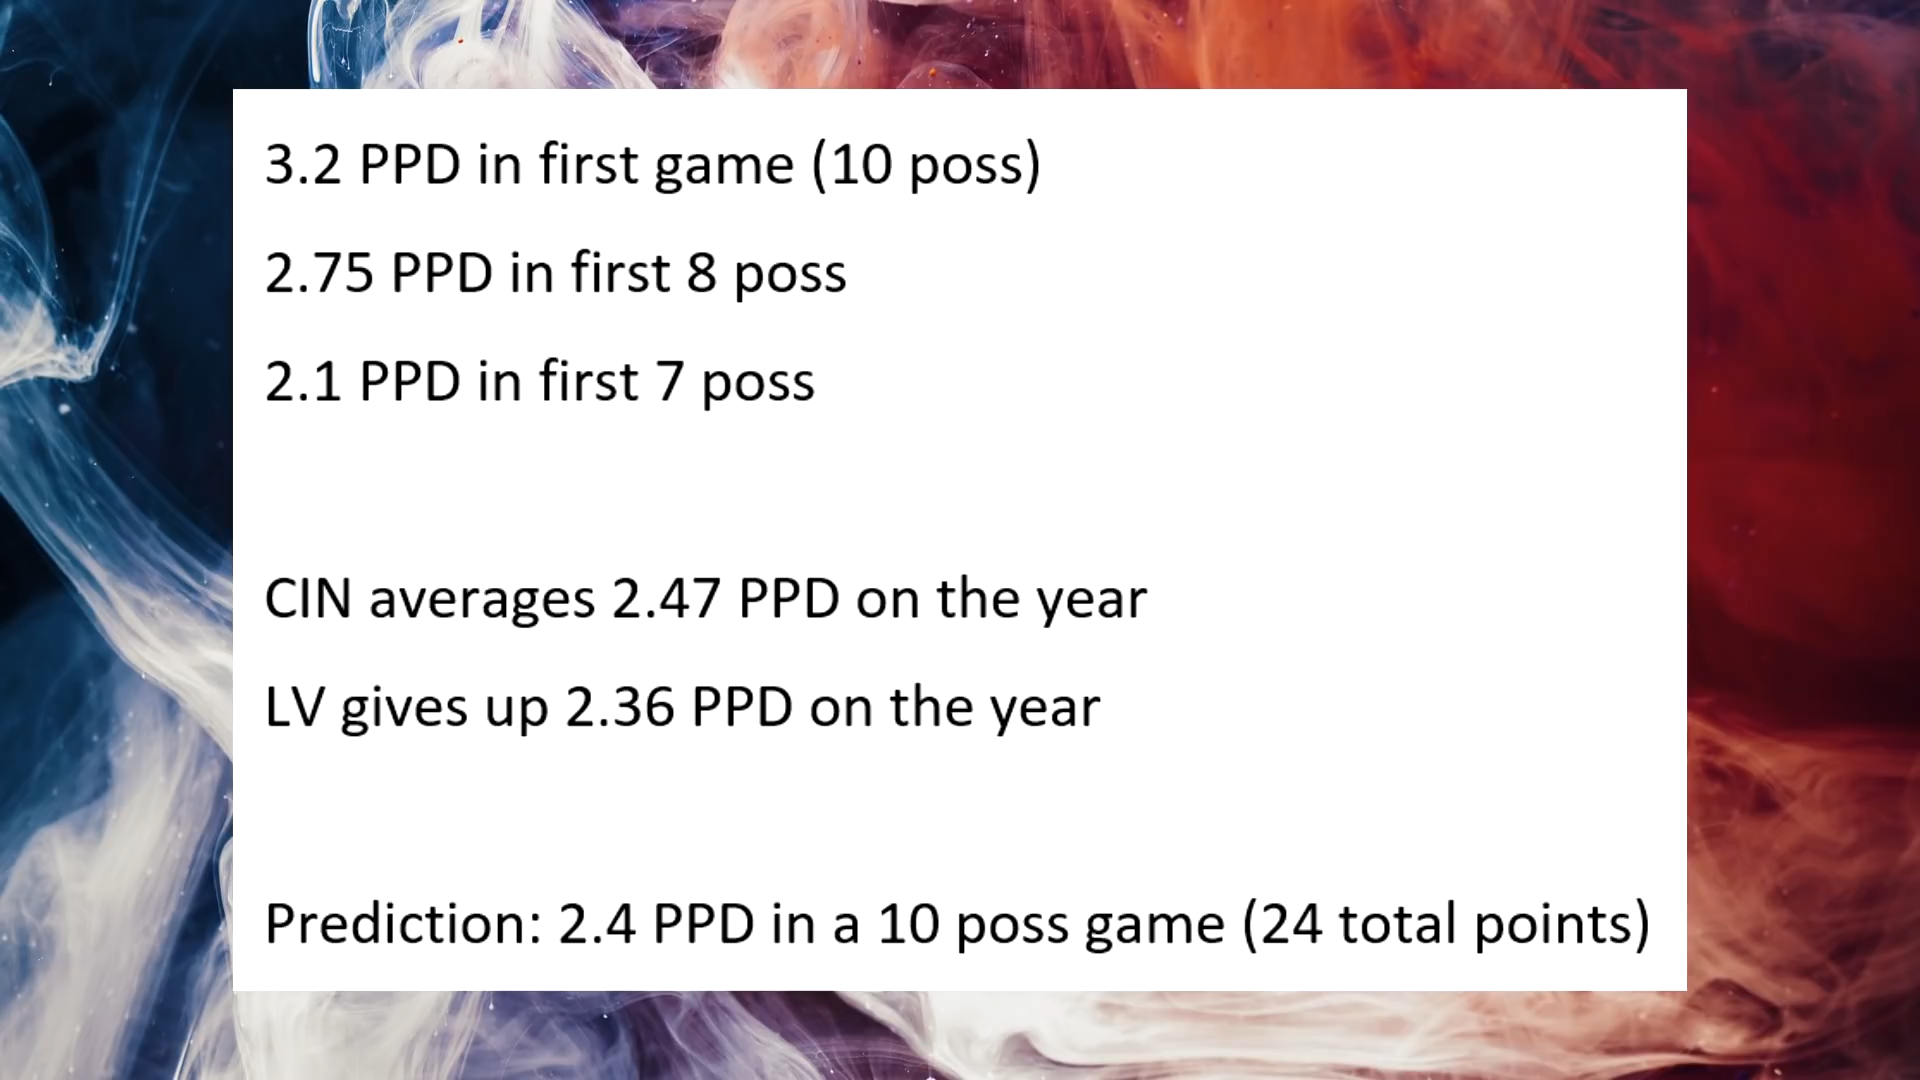 3.2 PPD in first game (10 poss)
2.75 PPD in first 8 poss
2.1 PPD in first 7 poss
CIN averages 2.47 PPD on the year
LV gives up 2.36 PPD on the year
Prediction: 2.4 PPD in a 10 poss game (24 total points)